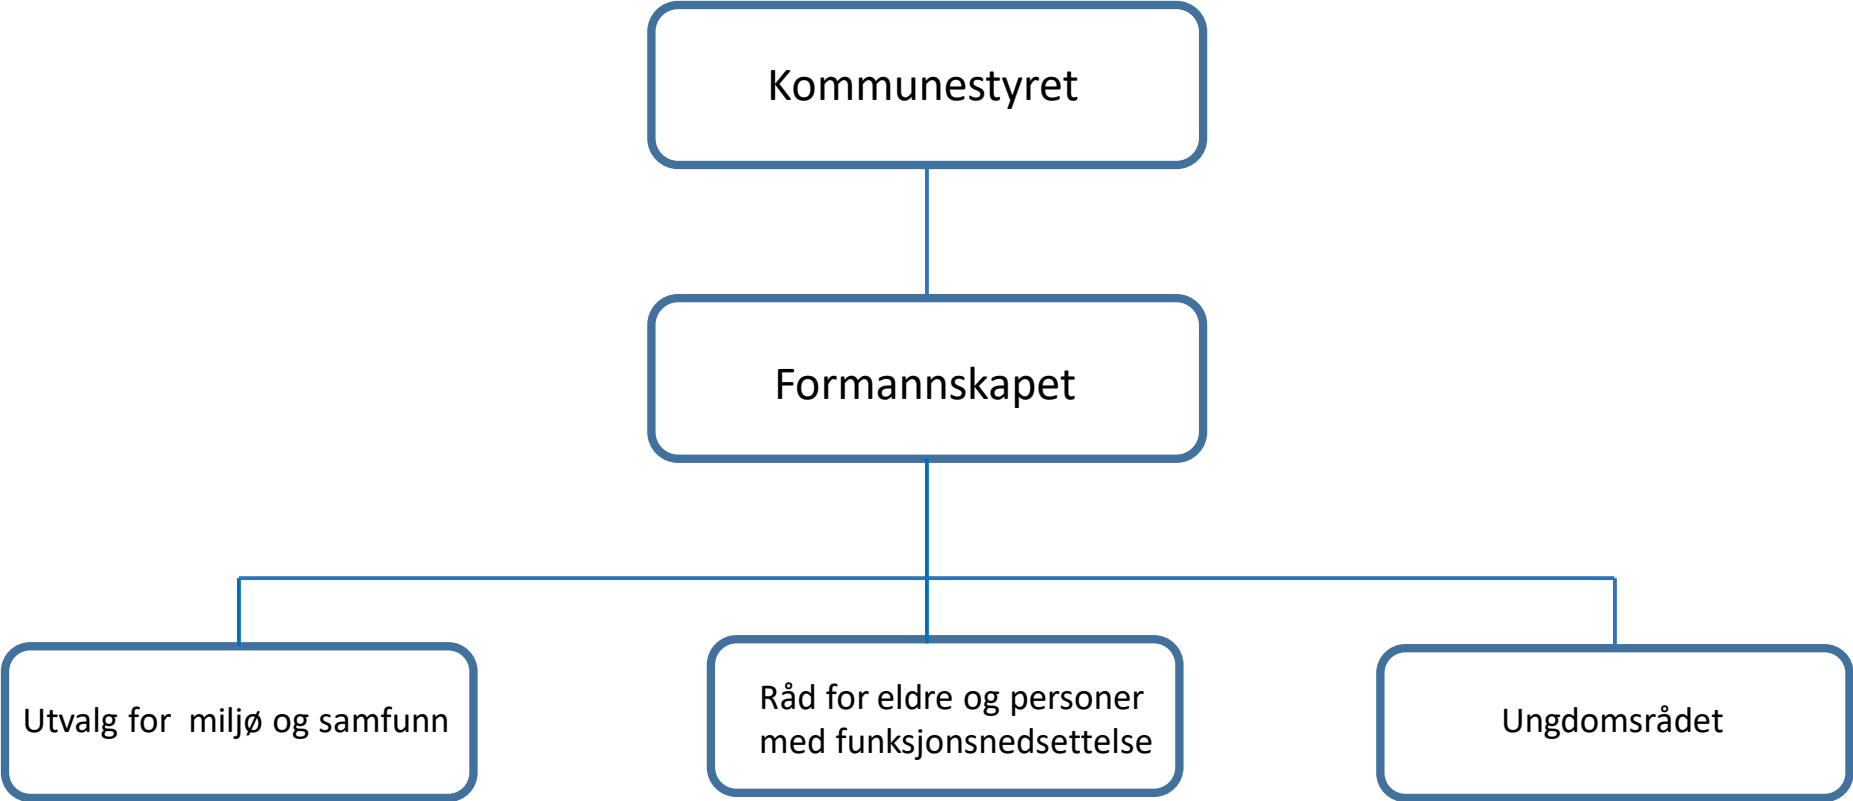 Kommunestyret
Formannskapet
Utvalg for  miljø og samfunn
Råd for eldre og personer
med funksjonsnedsettelse
Ungdomsrådet